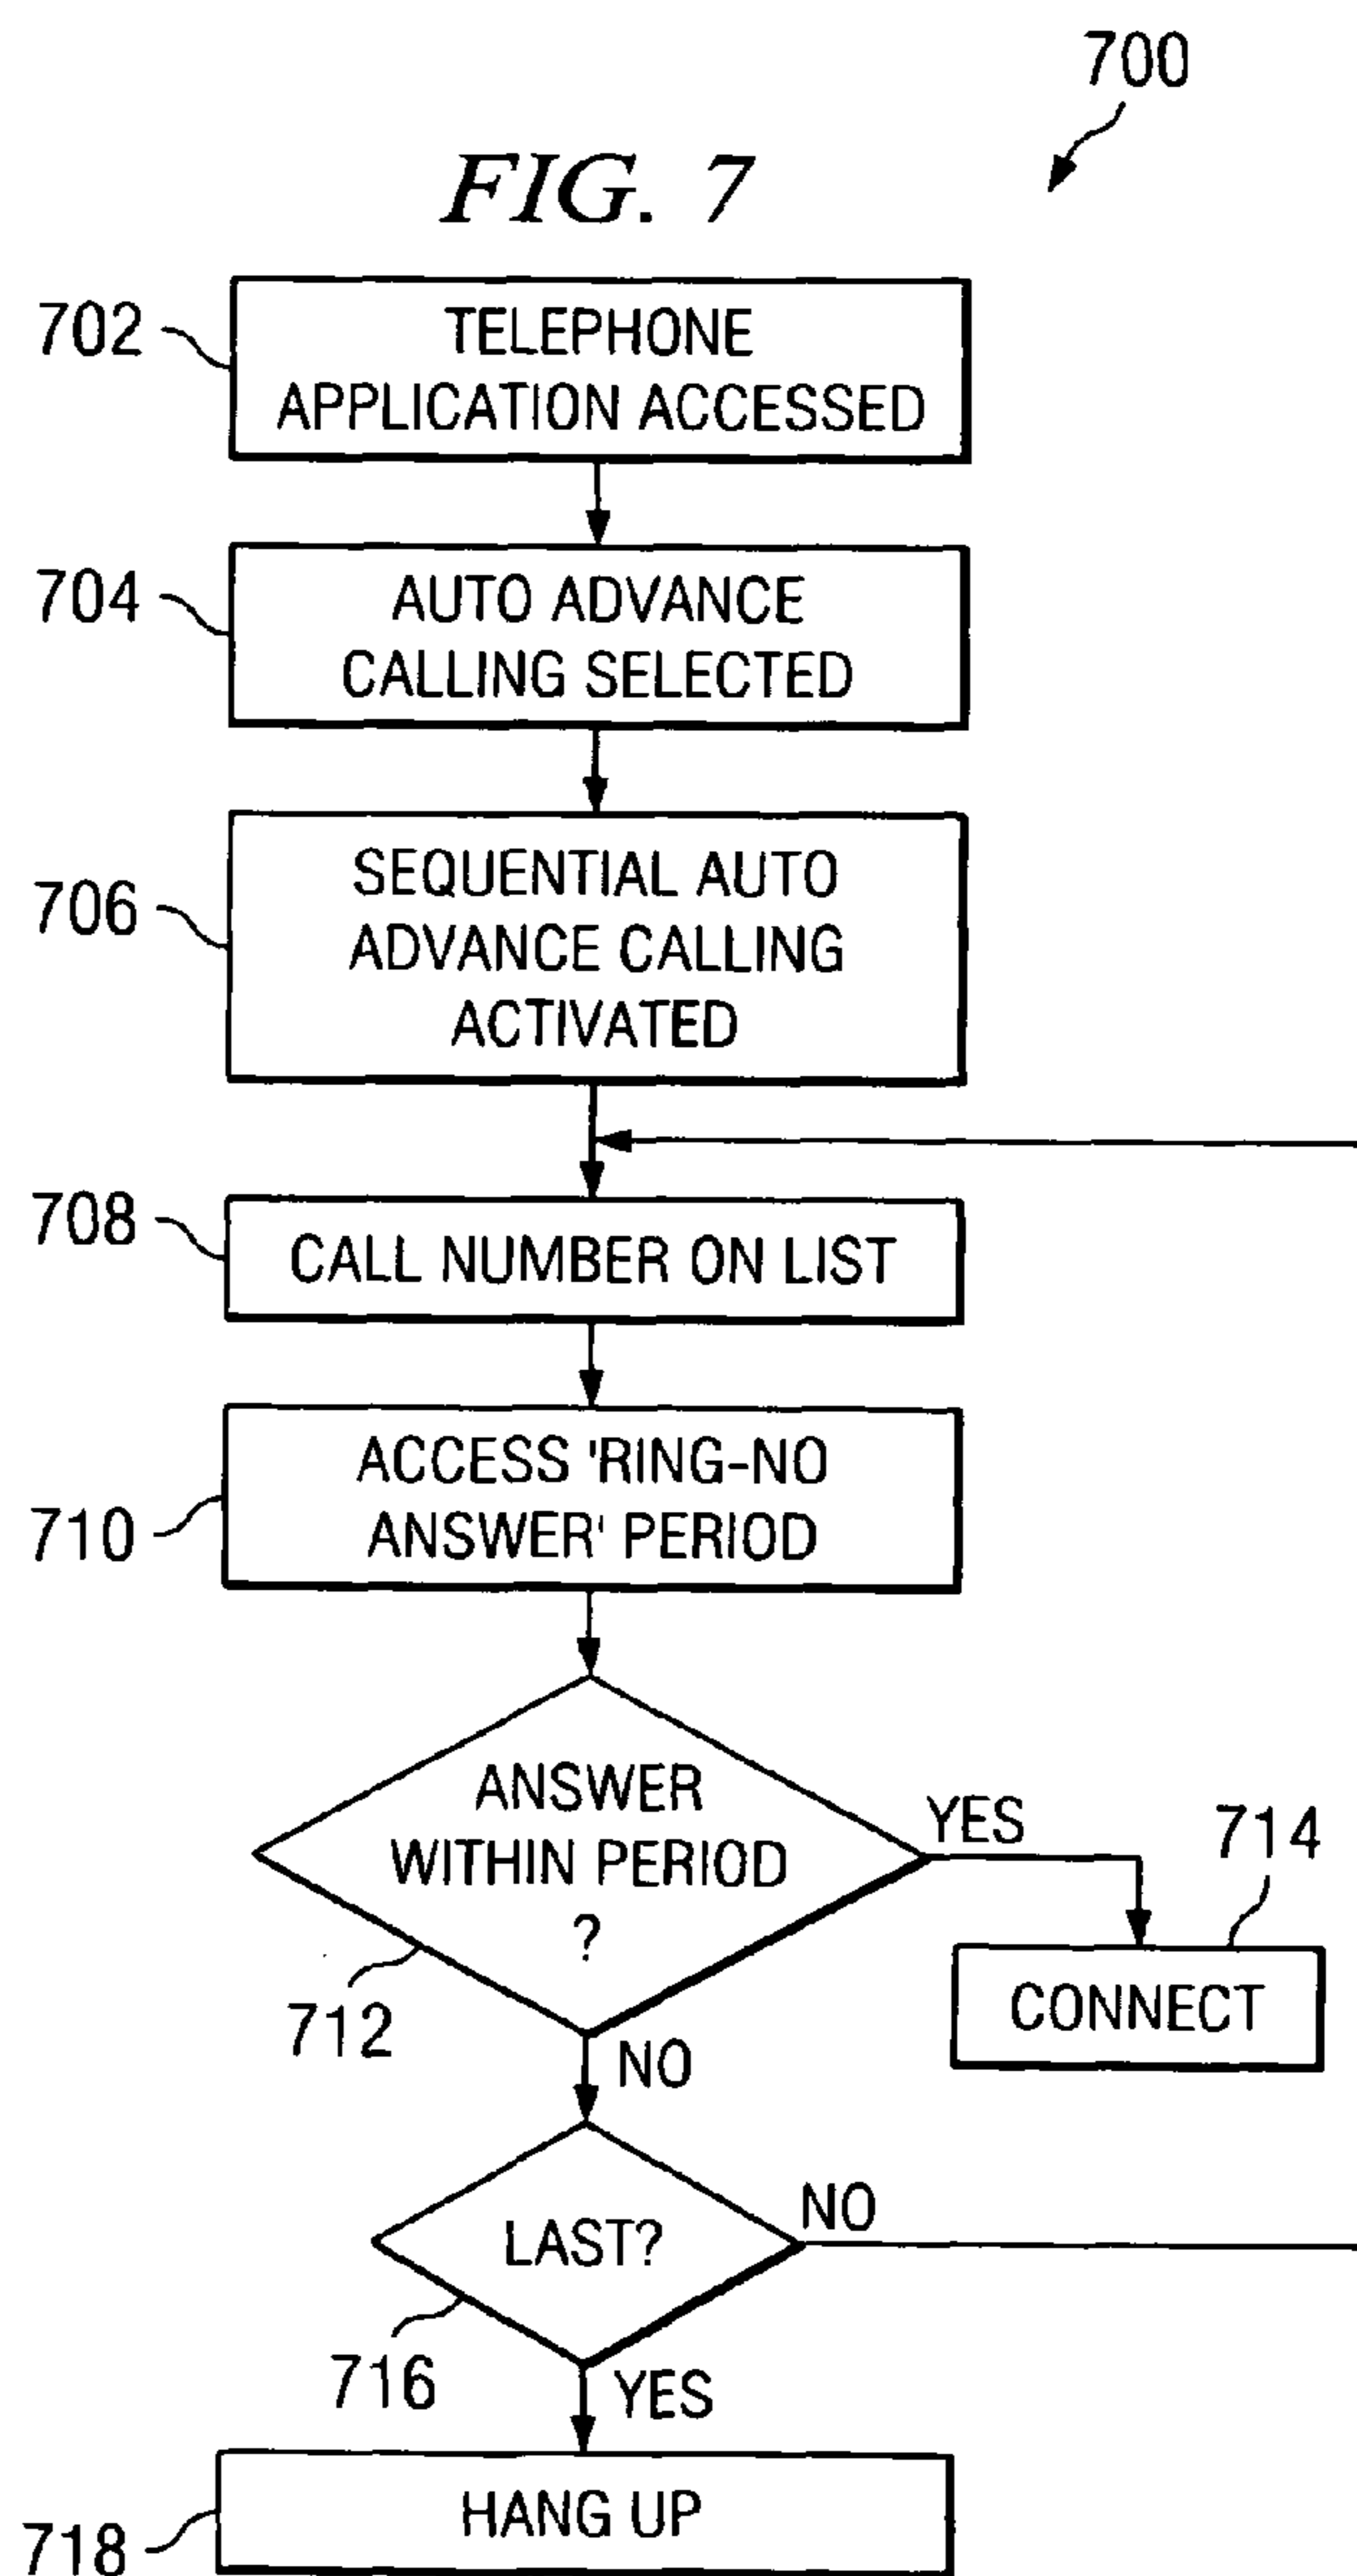 700
FIG. 7
702
TELEPHONE
APPLICATION ACCESSED
704
AUTO ADVANCE
CALLING SELECTED
706
SEQUENTIAL AUTO
ADVANCE CALLING
ACTIVATED
708
CALL NUMBER ON LIST
710
ACCESS 'RING-NO
ANSWER' PERIOD
ANSWER
WITHIN PERIOD
?
YES
714
712
CONNECT
NO
LAST?
NO
716
YES
718
HANG UP